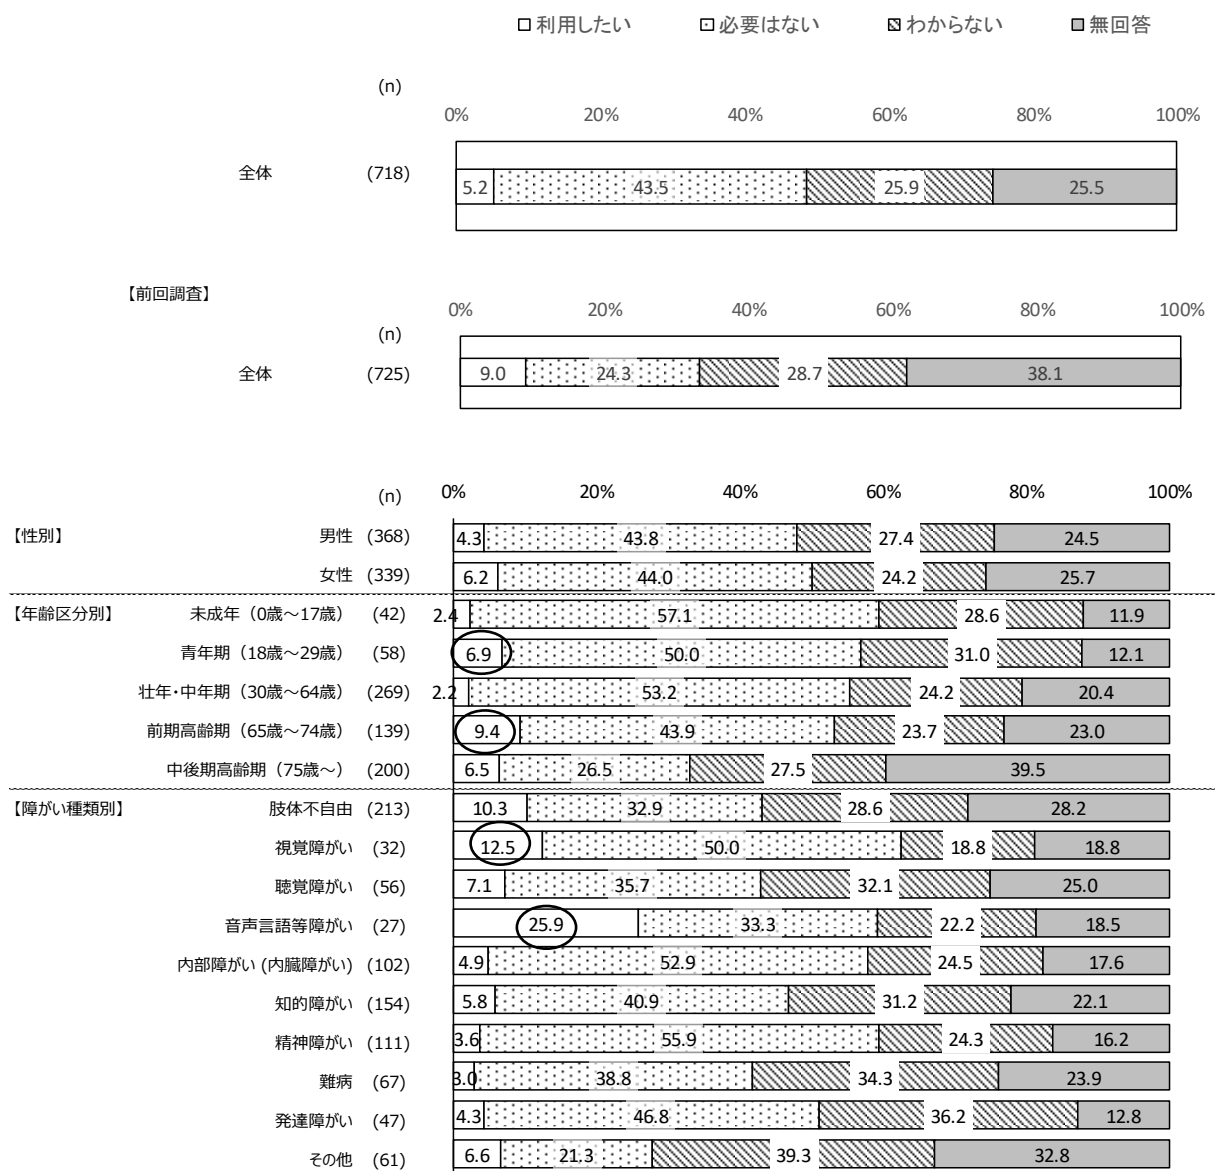 利用したい 必要はない わからない 無回答
(n)
0% 20% 40% 60% 80% 100%
全体 (718) 5.2 43.5 25.9 25.5
【前回調査】
0% 20% 40% 60% 80% 100%
(n)
全体 (725) 9.0 24.3 28.7 38.1
(n) 0% 20% 40% 60% 80% 100%
【性別】 男性 (368) 4.3 43.8 27.4 24.5
女性 (339) 6.2 44.0 24.2 25.7
【年齢区分別】 未成年（0歳～17歳） (42) 2.4 57.1 28.6 11.9
青年期（18歳～29歳） (58) 6.9 50.0 31.0 12.1
壮年・中年期（30歳～64歳） (269) 2.2 53.2 24.2 20.4
前期高齢期（65歳～74歳） (139) 9.4 43.9 23.7 23.0
中後期高齢期（75歳～） (200) 6.5 26.5 27.5 39.5
【障がい種類別】 肢体不自由 (213) 10.3 32.9 28.6 28.2
視覚障がい (32) 12.5 50.0 18.8 18.8
聴覚障がい (56) 7.1 35.7 32.1 25.0
音声言語等障がい (27) 25.9 33.3 22.2 18.5
内部障がい (内臓障がい) (102) 4.9 52.9 24.5 17.6
知的障がい (154) 5.8 40.9 31.2 22.1
精神障がい (111) 3.6 55.9 24.3 16.2
難病 (67) 3.0 38.8 34.3 23.9
発達障がい (47) 4.3 46.8 36.2 12.8
その他 (61) 6.6 21.3 39.3 32.8